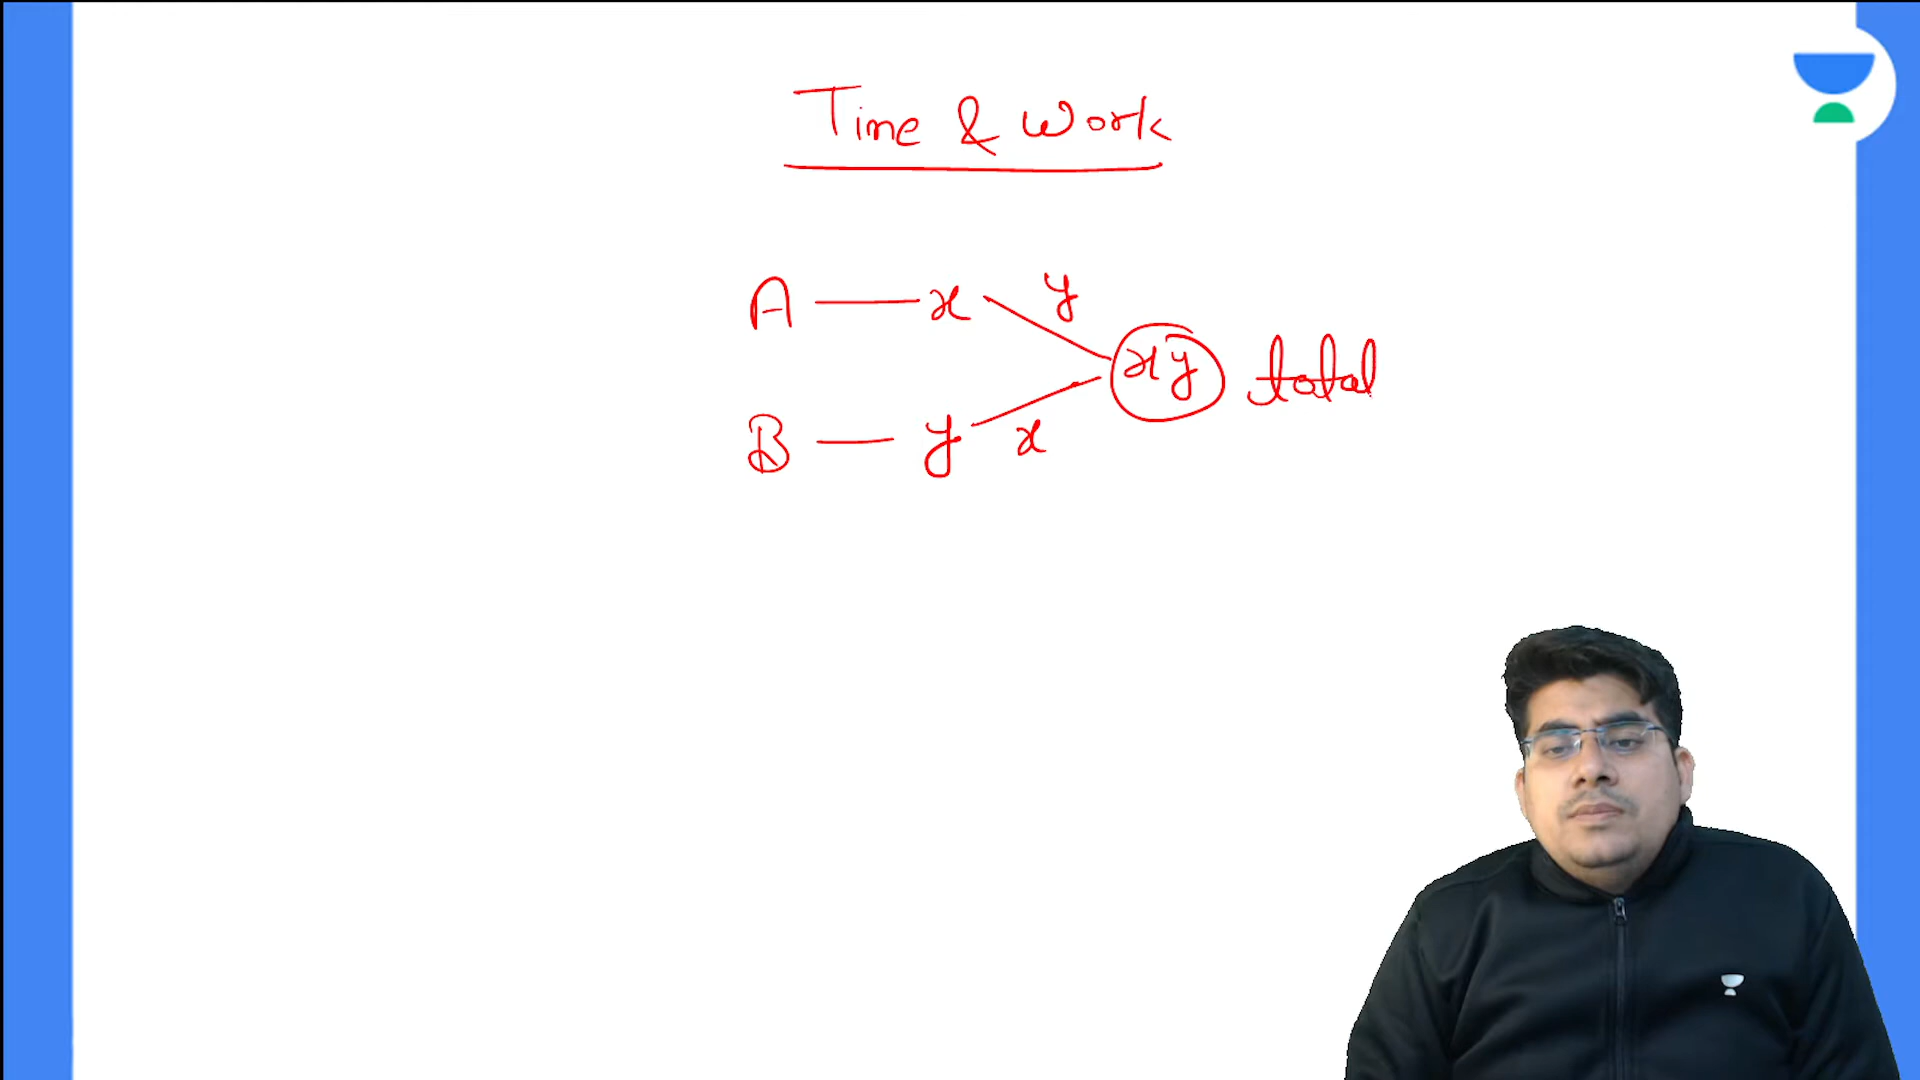 Time & Work
A — x y
xy total
B — y x